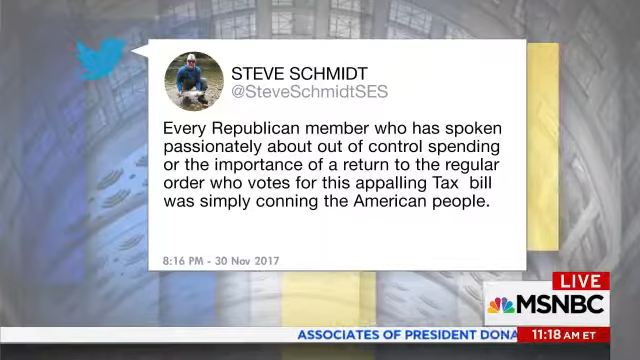 STEVE SCHMIDT
@SteveSchmidtSES
Every Republican member who has spoken
passionately about out of control spending
or the importance of a return to the regular
order who votes for this appalling Tax bill
was simply conning the American people.
8:16 PM - 30 Nov 2017
LIVE
MSNBC
ASSOCIATES OF PRESIDENT DONA
11:18 AM ET